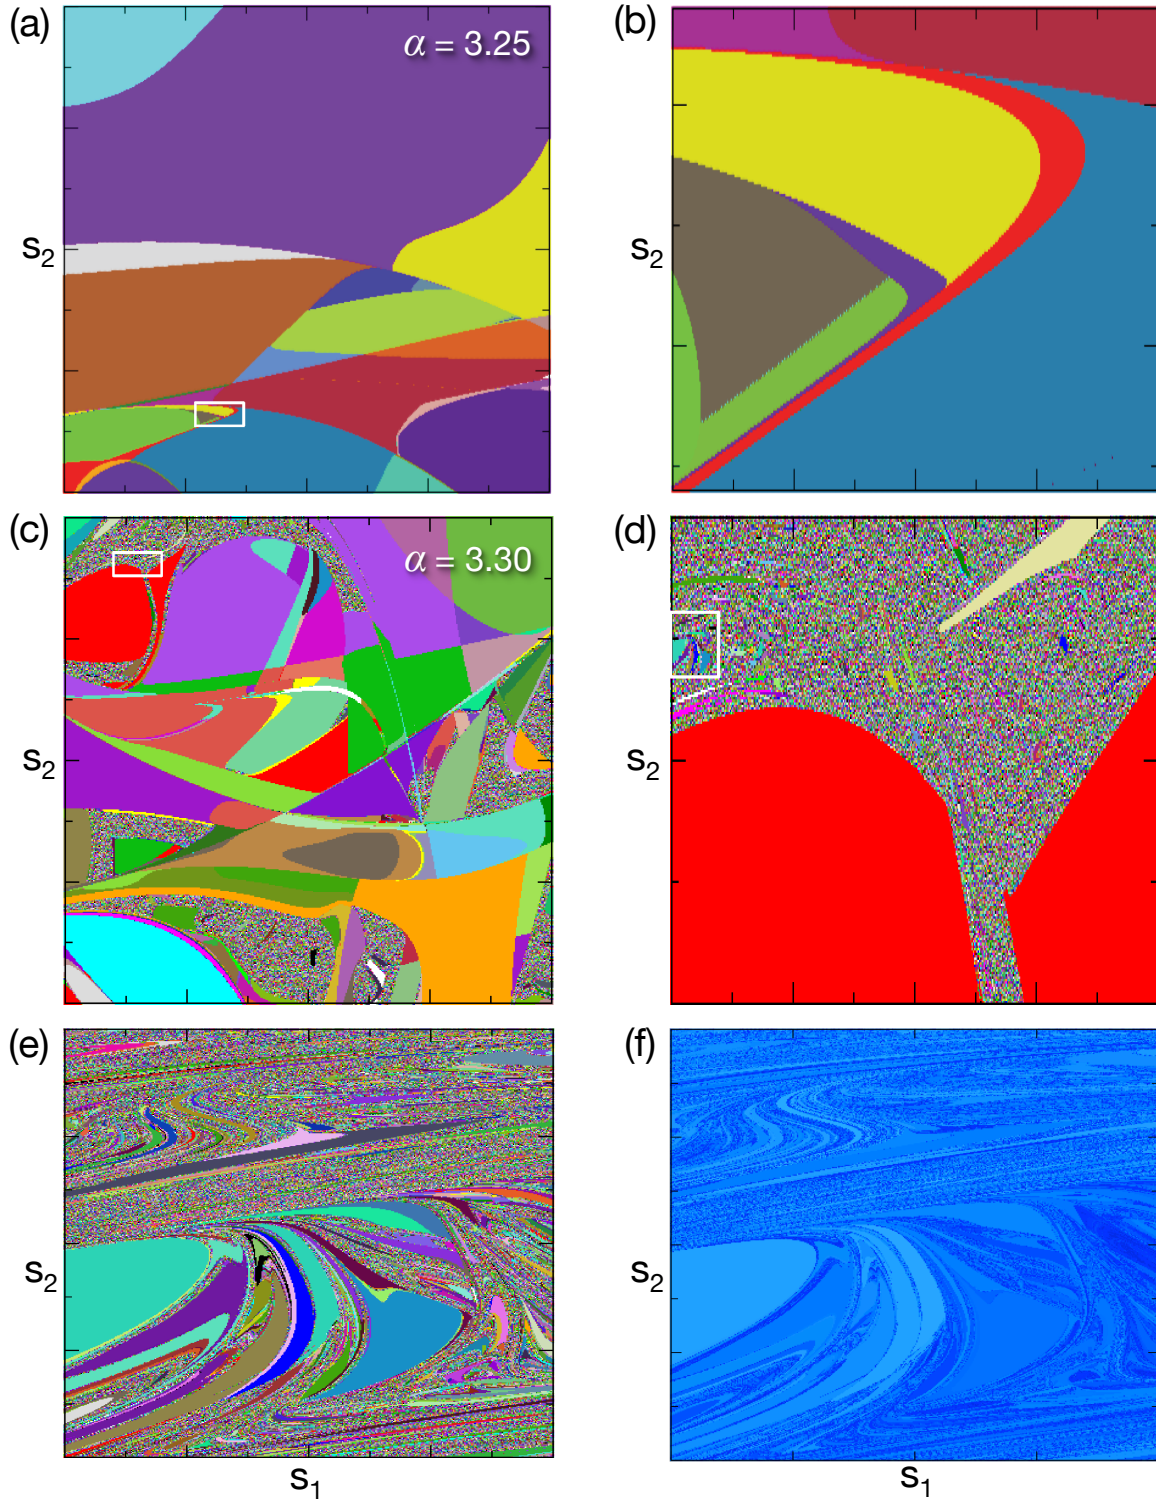 (a)
α = 3.25
(b)
s₂
s₂
(c)
α = 3.30
(d)
s₂
s₂
(e)
(f)
s₂
s₂
s₁
s₁